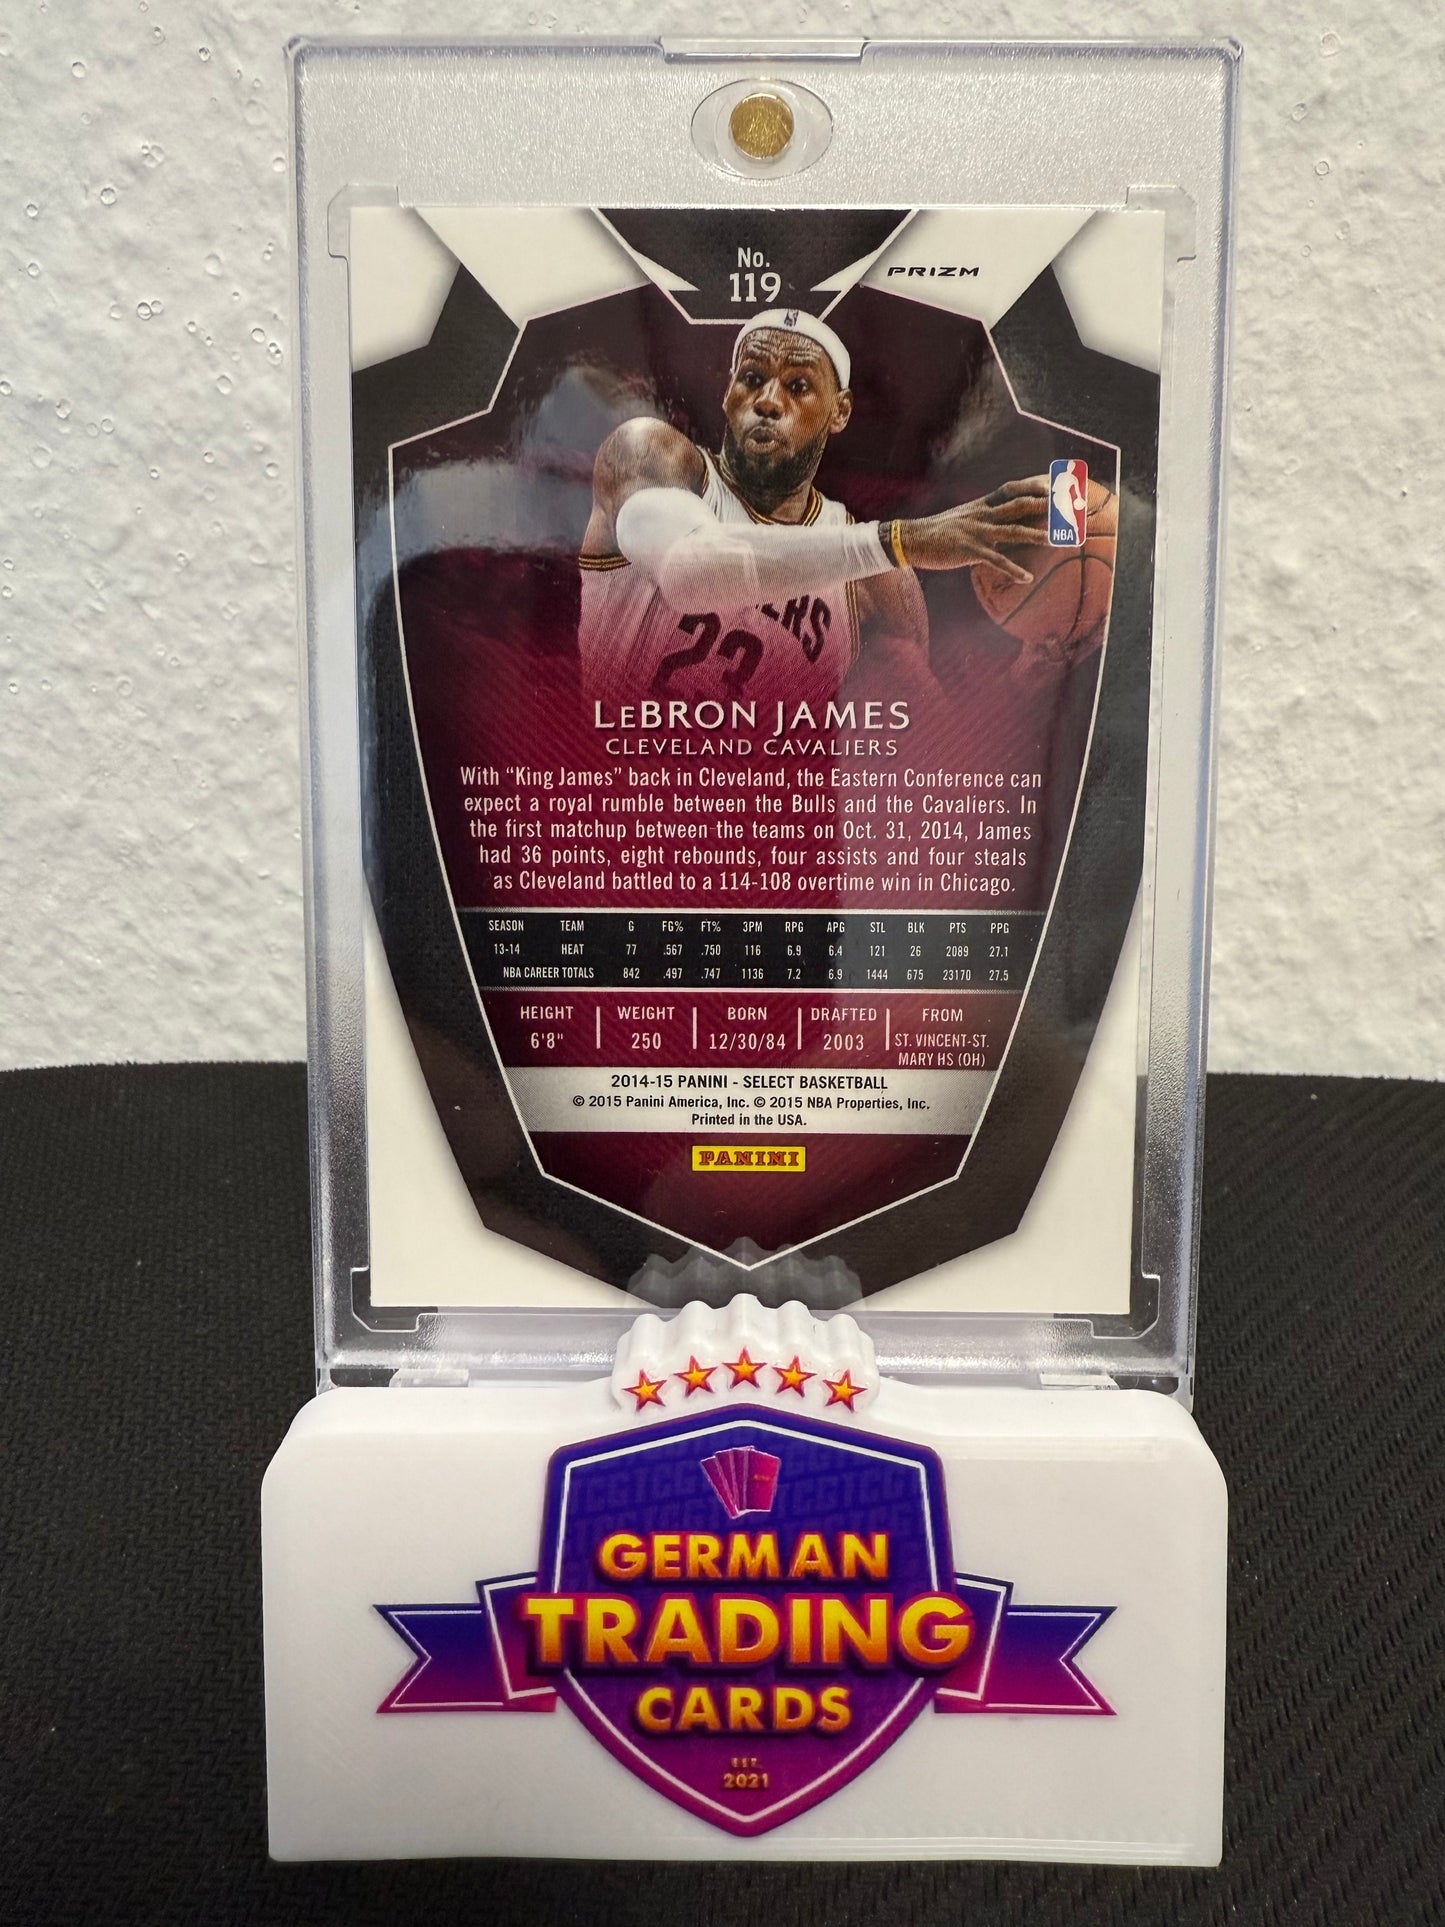 No.
119
PRIZM
NBA
23
LEBRON JAMES
CLEVELAND CAVALIERS
With “King James” back in Cleveland, the Eastern Conference can
expect a royal rumble between the Bulls and the Cavaliers. In
the first matchup between the teams on Oct. 31, 2014, James
had 36 points, eight rebounds, four assists and four steals
as Cleveland battled to a 114-108 overtime win in Chicago.
SEASON TEAM G FG% FT% 3PM RPG APG STL BLK PTS PPG
13-14 HEAT 77 .567 .750 116 6.9 6.4 121 26 2089 27.1
NBA CAREER TOTALS 842 .497 .747 1136 7.2 6.9 1444 675 23170 27.5
HEIGHT WEIGHT BORN DRAFTED FROM
6'8" 250 12/30/84 2003 ST. VINCENT-ST.
MARY HS (OH)
2014-15 PANINI - SELECT BASKETBALL
© 2015 Panini America, Inc. © 2015 NBA Properties, Inc.
Printed in the USA.
PANINI
GERMAN
TRADING
CARDS
EST.
2021